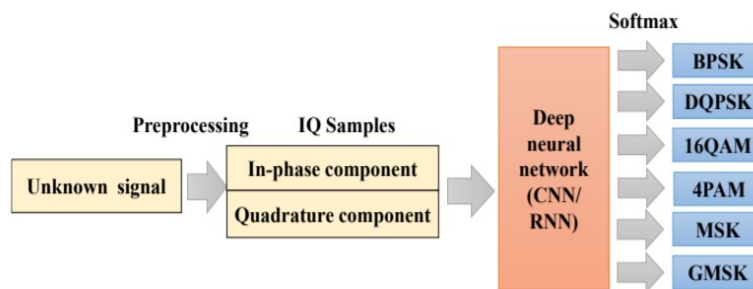 Softmax
BPSK
DQPSK
16QAM
4PAM
MSK
GMSK
Deep
neural
network
(CNN/
RNN)
Preprocessing
IQ Samples
Unknown signal
In-phase component
Quadrature component